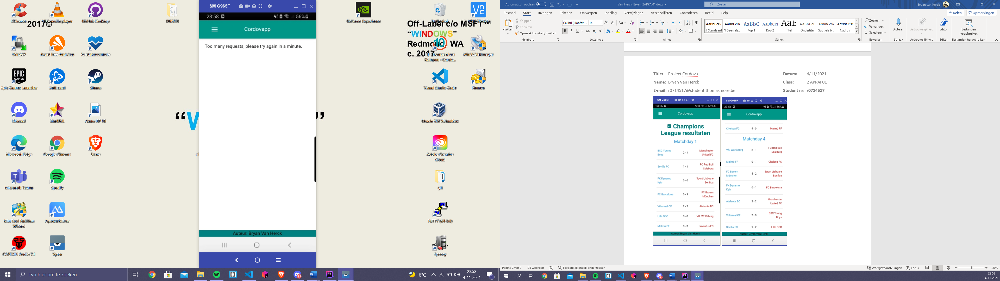 CCleaner
VLC media player
GitHub Desktop
DRIVER
2017©
WinSCP
Avast Free Antivirus
Pc-statuscontrole
EPIC
GAMES
Epic Games Launcher
Battle.net
Steam
Discord
StarUML
Axure RP 10
Microsoft Edge
Google Chrome
Brave
Microsoft Teams
Spotify
MiniTool Partition
Wizard
ApowerMirror
CAPTAIN Audio 7.1
Vysor
“W
”
SM G965F
23:58
56%
Cordovapp
Too many requests, please try again in a minute.
Auteur: Bryan Van Herck
GeForce Experience
Prullenbak
VNC Viewer
Off-Label c/o MSFT™
“WINDOWS”
Redmond, WA
c. 2017
10
ITF Thomas More
Kempen - Cordo...
Win32DiskImager
Visual Studio Code
Recuva
Oracle VM VirtualBox
Adobe Creative
Cloud
git
PuTTY (64-bit)
Speccy
Typ hier om te zoeken
6°C
23:58
4-11-2021
1
Automatisch opslaan
Van_Herck_Bryan_2APPAI01.docx
Zoeken
bryan van herck
Bestand Start Invoegen Tekenen Ontwerpen Indeling Verwijzingen Verzendlijsten Controleren Beeld Help
Delen
Opmerkingen
Plakken
Knippen
Kopiëren
Opmaak kopiëren/plakken
Klembord
Calibri (Hoofdt 14
Lettertype
Alinea
AaBbCcDc AaBbCcDc AaBbC AaBbCcI AaB AaBbCcD AaBbCcDc AaBbCcDc
¶ Standaard ¶ Geen afs... Kop 1 Kop 2 Titel Ondertitel Subtiele b... Nadruk
Stijlen
Zoeken
Vervangen
Selecteren
Bewerken
Dicteren
Spraak
Vertrouwelijkheid
Vertrouwelijkheid
Editor
Editor
Bestanden
hergebruiken
Bestanden hergebruiken
Title: Project Cordova Datum: 4/11/2021
Name: Bryan Van Herck Class: 2 APPAI 01
E-mail: r0714517@student.thomasmore.be Student nr: r0714517
SM G965F
23:56
56%
Cordovapp
Champions
League resultaten
Matchday 1
BSC Young
Boys
2 - 1
Manchester
United FC
Sevilla FC
1 - 1
FC Red Bull
Salzburg
FK Dynamo
Kyiv
0 - 0
Sport Lisboa e
Benfica
FC Barcelona
0 - 3
FC Bayern
München
Villarreal CF 2 - 2 Atalanta BC
Lille OSC 0 - 0 VfL Wolfsburg
Malmö FF 0 - 3 Juventus FC
Auteur: Bryan Van Herck
SM G965F
23:56
56%
Cordovapp
Chelsea FC 4 - 0 Malmö FF
Matchday 4
VfL Wolfsburg
2 - 1
FC Red Bull
Salzburg
Malmö FF 0 - 1 Chelsea FC
FC Bayern
München
5 - 2
Sport Lisboa e
Benfica
FK Dynamo
Kyiv
0 - 1
FC Barcelona
Atalanta BC
2 - 2
Manchester
United FC
Villarreal CF
2 - 0
BSC Young
Boys
Sevilla FC 1 - 2 Lille OSC
Auteur: Bryan Van Herck
Pagina 2 van 2 198 woorden Toegankelijkheid: onderzoeken
Weergave-instellingen Focus 120%
23:58
4-11-2021